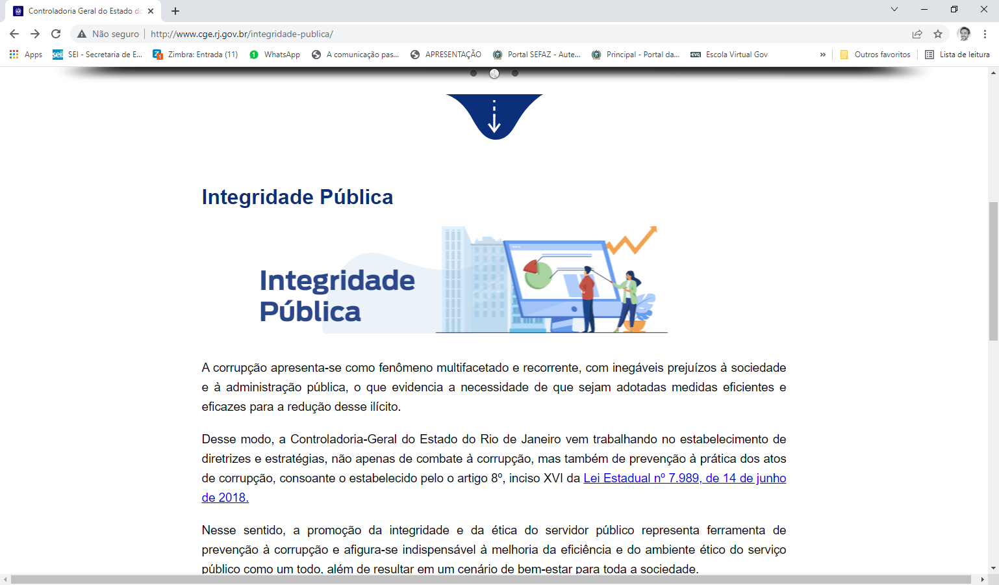 Controladoria Geral do Estado do
Não seguro
http://www.cge.rj.gov.br/integridade-publica/
Apps
sei! SEI - Secretaria de E...
Zimbra: Entrada (11)
WhatsApp
A comunicação pas...
APRESENTAÇÃO
Portal SEFAZ - Aute...
Principal - Portal da...
EVG Escola Virtual Gov
»
Outros favoritos
Lista de leitura
Integridade Pública
Integridade
Pública
A corrupção apresenta-se como fenômeno multifacetado e recorrente, com inegáveis prejuízos à sociedade
e à administração pública, o que evidencia a necessidade de que sejam adotadas medidas eficientes e
eficazes para a redução desse ilícito.
Desse modo, a Controladoria-Geral do Estado do Rio de Janeiro vem trabalhando no estabelecimento de
diretrizes e estratégias, não apenas de combate à corrupção, mas também de prevenção à prática dos atos
de corrupção, consoante o estabelecido pelo o artigo 8º, inciso XVI da Lei Estadual nº 7.989, de 14 de junho
de 2018.
Nesse sentido, a promoção da integridade e da ética do servidor público representa ferramenta de
prevenção à corrupção e afigura-se indispensável à melhoria da eficiência e do ambiente ético do serviço
público como um todo, além de resultar em um cenário de bem-estar para toda a sociedade.